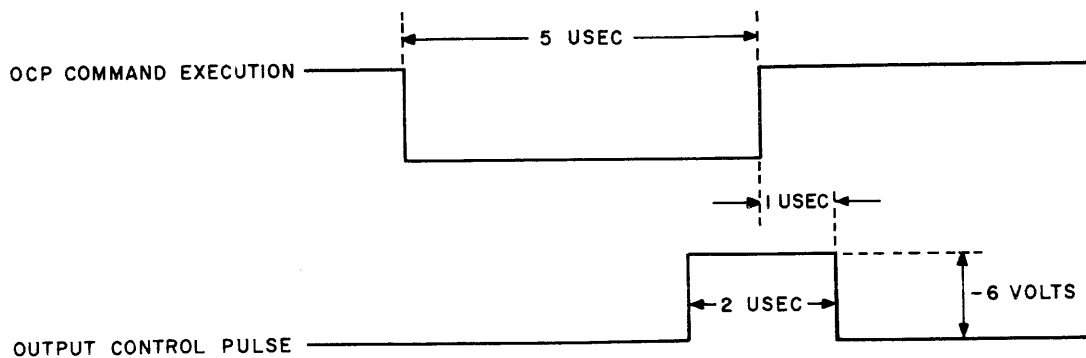 5 USEC
OCP COMMAND EXECUTION
1 USEC
2 USEC
-6 VOLTS
OUTPUT CONTROL PULSE